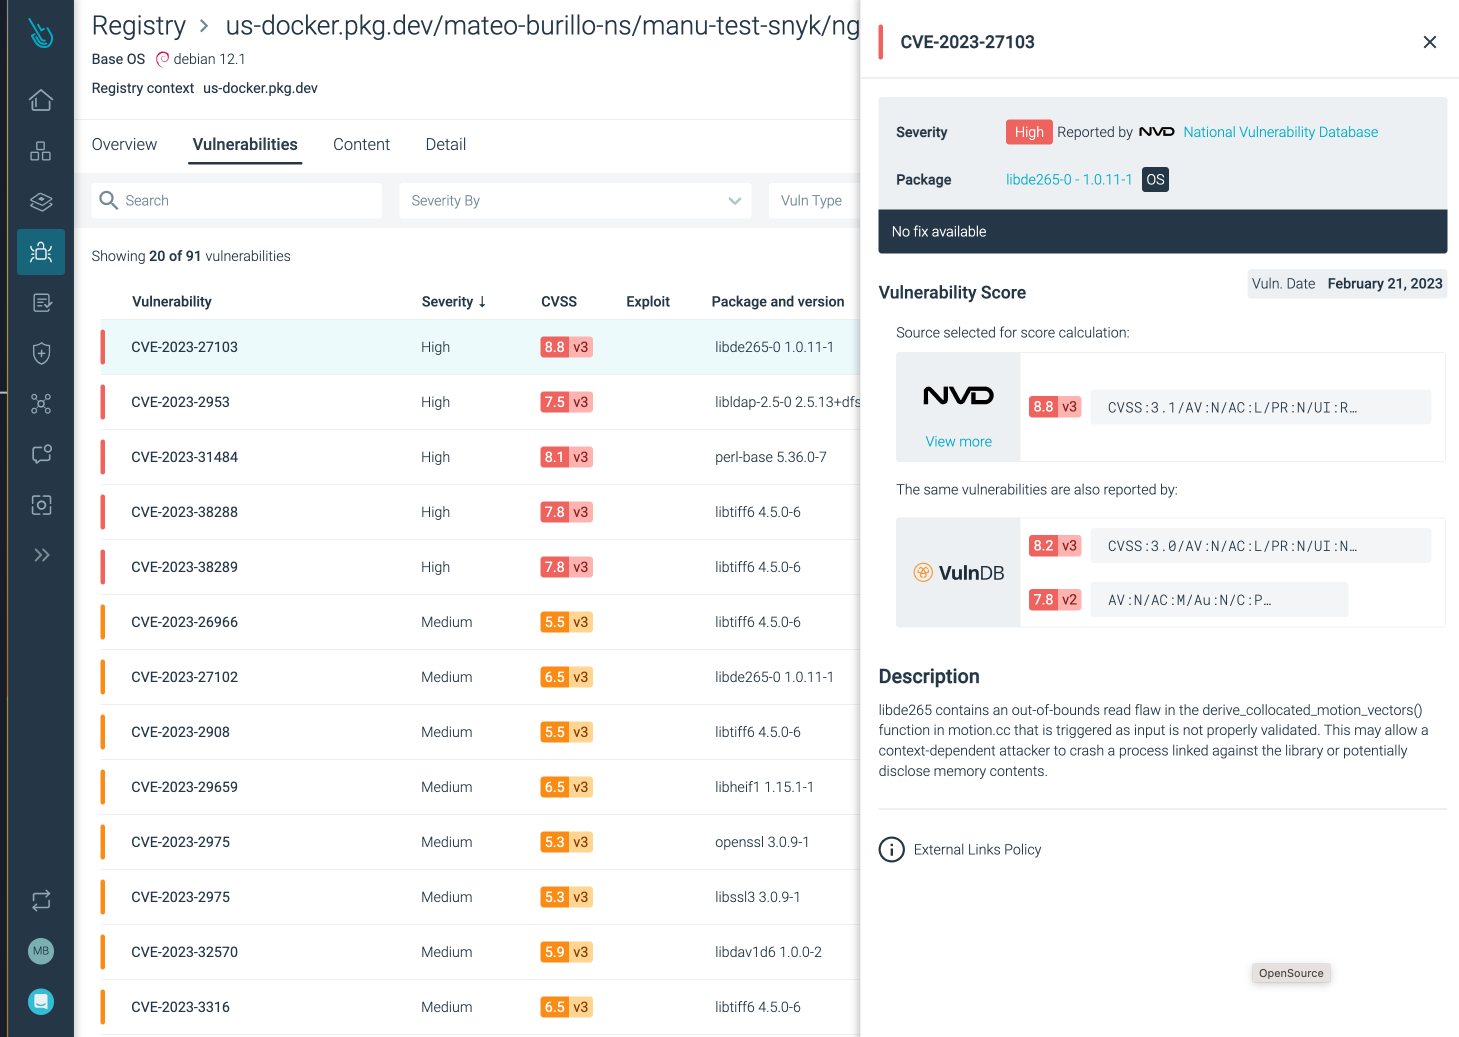 Registry > us-docker.pkg.dev/mateo-burillo-ns/manu-test-snyk/ng
Base OS debian 12.1
Registry context us-docker.pkg.dev
Overview Vulnerabilities Content Detail
Search Severity By Vuln Type
Showing 20 of 91 vulnerabilities
Vulnerability Severity ↓ CVSS Exploit Package and version
CVE-2023-27103 High 8.8 v3 libde265-0 1.0.11-1
CVE-2023-2953 High 7.5 v3 libldap-2.5-0 2.5.13+dfs
CVE-2023-31484 High 8.1 v3 perl-base 5.36.0-7
CVE-2023-38288 High 7.8 v3 libtiff6 4.5.0-6
CVE-2023-38289 High 7.8 v3 libtiff6 4.5.0-6
CVE-2023-26966 Medium 5.5 v3 libtiff6 4.5.0-6
CVE-2023-27102 Medium 6.5 v3 libde265-0 1.0.11-1
CVE-2023-2908 Medium 5.5 v3 libtiff6 4.5.0-6
CVE-2023-29659 Medium 6.5 v3 libheif1 1.15.1-1
CVE-2023-2975 Medium 5.3 v3 openssl 3.0.9-1
CVE-2023-2975 Medium 5.3 v3 libssl3 3.0.9-1
CVE-2023-32570 Medium 5.9 v3 libdav1d6 1.0.0-2
CVE-2023-3316 Medium 6.5 v3 libtiff6 4.5.0-6
MB
CVE-2023-27103
Severity High Reported by NVD National Vulnerability Database
Package libde265-0 - 1.0.11-1 OS
No fix available
Vulnerability Score Vuln. Date February 21, 2023
Source selected for score calculation:
NVD
View more
8.8 v3 CVSS:3.1/AV:N/AC:L/PR:N/UI:R…
The same vulnerabilities are also reported by:
VulnDB
8.2 v3 CVSS:3.0/AV:N/AC:L/PR:N/UI:N…
7.8 v2 AV:N/AC:M/Au:N/C:P…
Description
libde265 contains an out-of-bounds read flaw in the derive_collocated_motion_vectors()
function in motion.cc that is triggered as input is not properly validated. This may allow a
context-dependent attacker to crash a process linked against the library or potentially
disclose memory contents.
External Links Policy
OpenSource